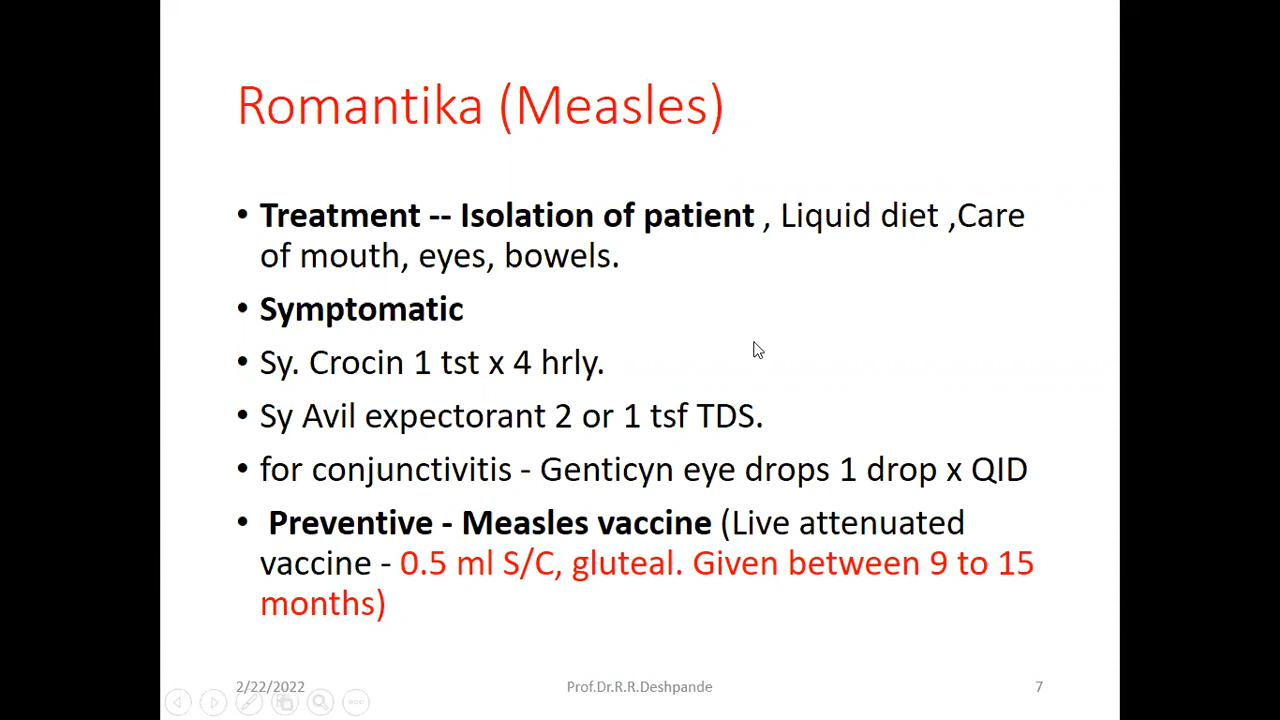 Romantika (Measles)
• Treatment -- Isolation of patient , Liquid diet ,Care
of mouth, eyes, bowels.
• Symptomatic
• Sy. Crocin 1 tst x 4 hrly.
• Sy Avil expectorant 2 or 1 tsf TDS.
• for conjunctivitis - Genticyn eye drops 1 drop x QID
• Preventive - Measles vaccine (Live attenuated
vaccine - 0.5 ml S/C, gluteal. Given between 9 to 15
months)
2/22/2022 Prof.Dr.R.R.Deshpande 7